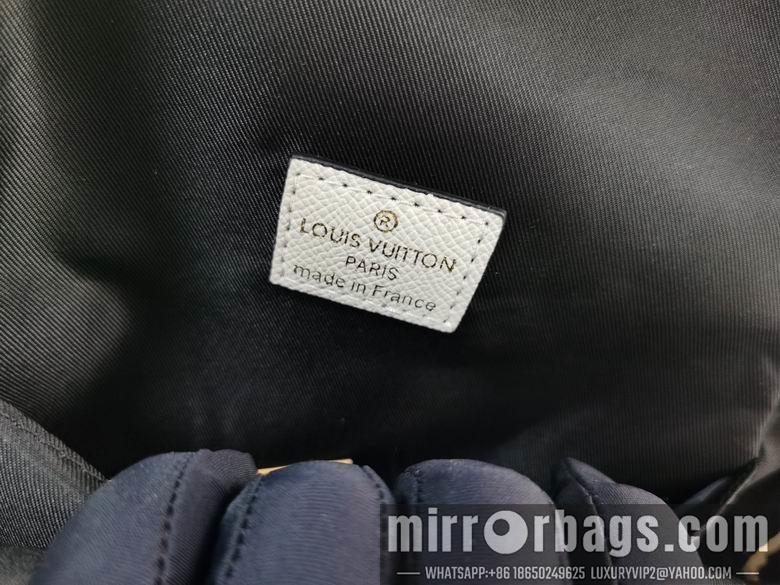 ®
LOUIS VUITTON
PARIS
made in France
mirrorbags.com
WHATSAPP:+86 18650249625 LUXURYVIP2@YAHOO.COM